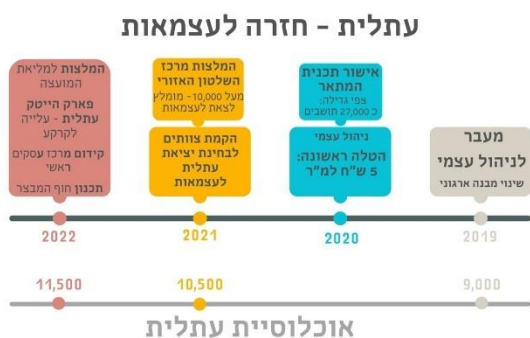 עתלית - חזרה לעצמאות
מעבר
לניהול עצמי
שינוי מבנה ארגוני
2019
אישור תכנית
המתאר
צפי גדילה:
כ 27,000 תושבים
ניהול עצמי
הטלה ראשונה:
5 ש"ח למ"ר
2020
המלצות מרכז
השלטון האזורי
מעל 10,000- מומלץ
לצאת לעצמאות
הקמת צוותים
לבחינת יציאת
עתלית
לעצמאות
2021
המלצות למליאת
המועצה
פארק הייטק
עתלית - עלייה
לקרקע
קידום מרכז עסקים
ראשי
תכנון חוף המבצר
2022
9,000
10,500
11,500
אוכלוסיית עתלית